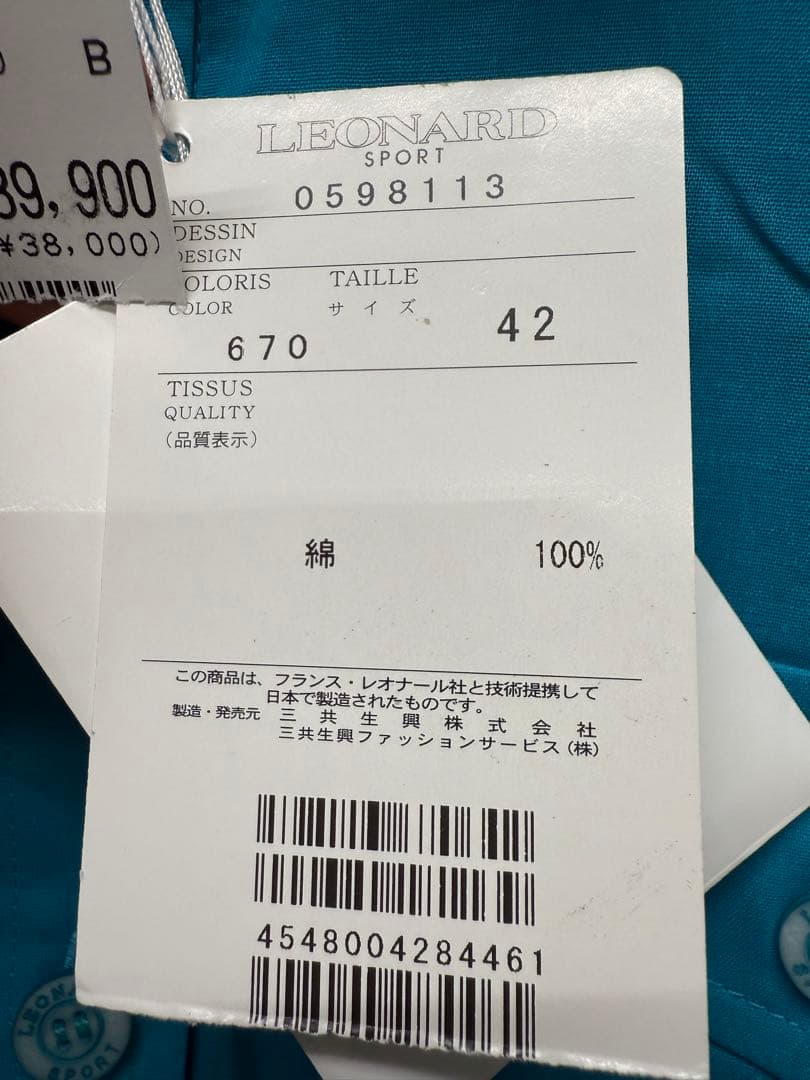 B
39,900
¥38,000)
LEONARD
SPORT
NO. 0598113
DESSIN
DESIGN
COLORIS TAILLE
COLOR サイズ
670 42
TISSUS
QUALITY
(品質表示)
綿 100%
この商品は、フランス・レオナール社と技術提携して
日本で製造されたものです。
製造・発売元 三共生興株式会社
三共生興ファッションサービス(株)
4548004284461
LEONARD
SPORT